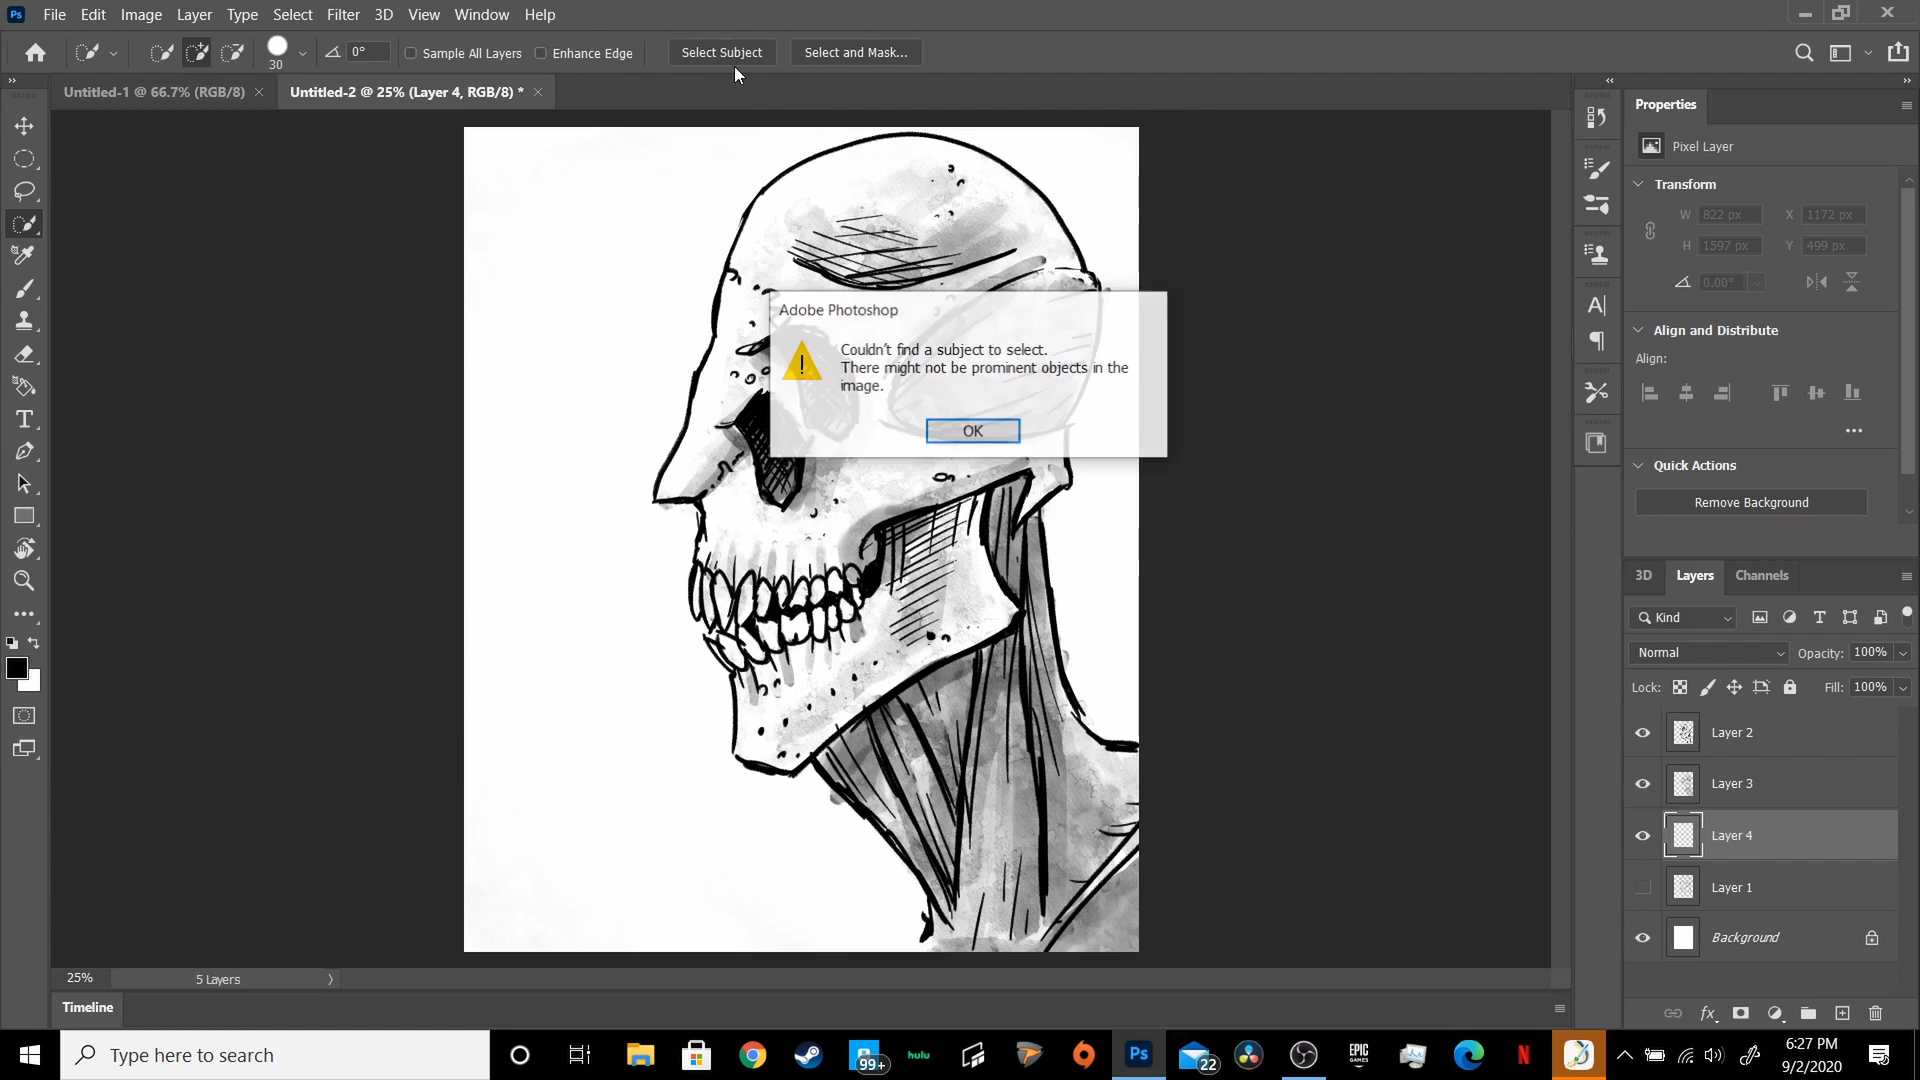 Ps File Edit Image Layer Type Select Filter 3D View Window Help
30 0° Sample All Layers Enhance Edge Select Subject Select and Mask...
Untitled-1 @ 66.7% (RGB/8) × Untitled-2 @ 25% (Layer 4, RGB/8) * ×
Properties
Pixel Layer
Transform
W 822 px X 1172 px
H 1597 px Y 499 px
0.00°
Align and Distribute
Align:
Quick Actions
Remove Background
Adobe Photoshop
Couldn't find a subject to select.
There might not be prominent objects in the
image.
OK
3D Layers Channels
Kind
Normal Opacity: 100%
Lock: Fill: 100%
Layer 2
Layer 3
Layer 4
Layer 1
Background
fx
25% 5 Layers
Timeline
Type here to search
99+ hulu Ps 22 EPIC GAMES N
6:27 PM
9/2/2020